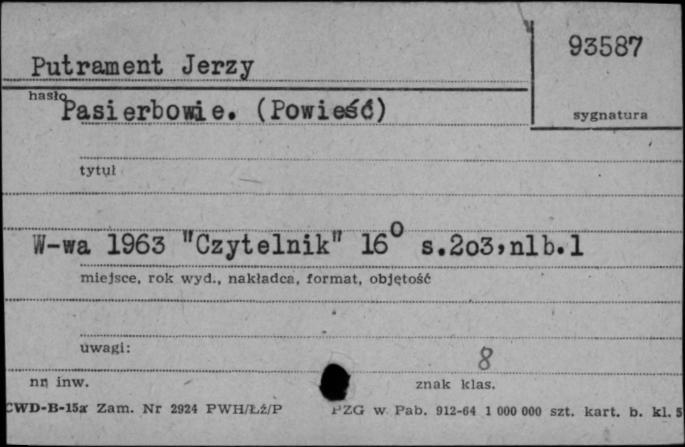 93587
Putrament Jerzy
hasło
Pasierbowie. (Powieść)
sygnatura
tytuł
W-wa 1963 "Czytelnik" 16o s.2o3,nlb.1
miejsce, rok wyd., nakładca, format, objętość
uwagi:
8
nr inw.
znak klas.
CWD-B-15a Zam. Nr 2924 PWH/Łź/P PZG w Pab. 912-64 1 000 000 szt. kart. b. kl. 5